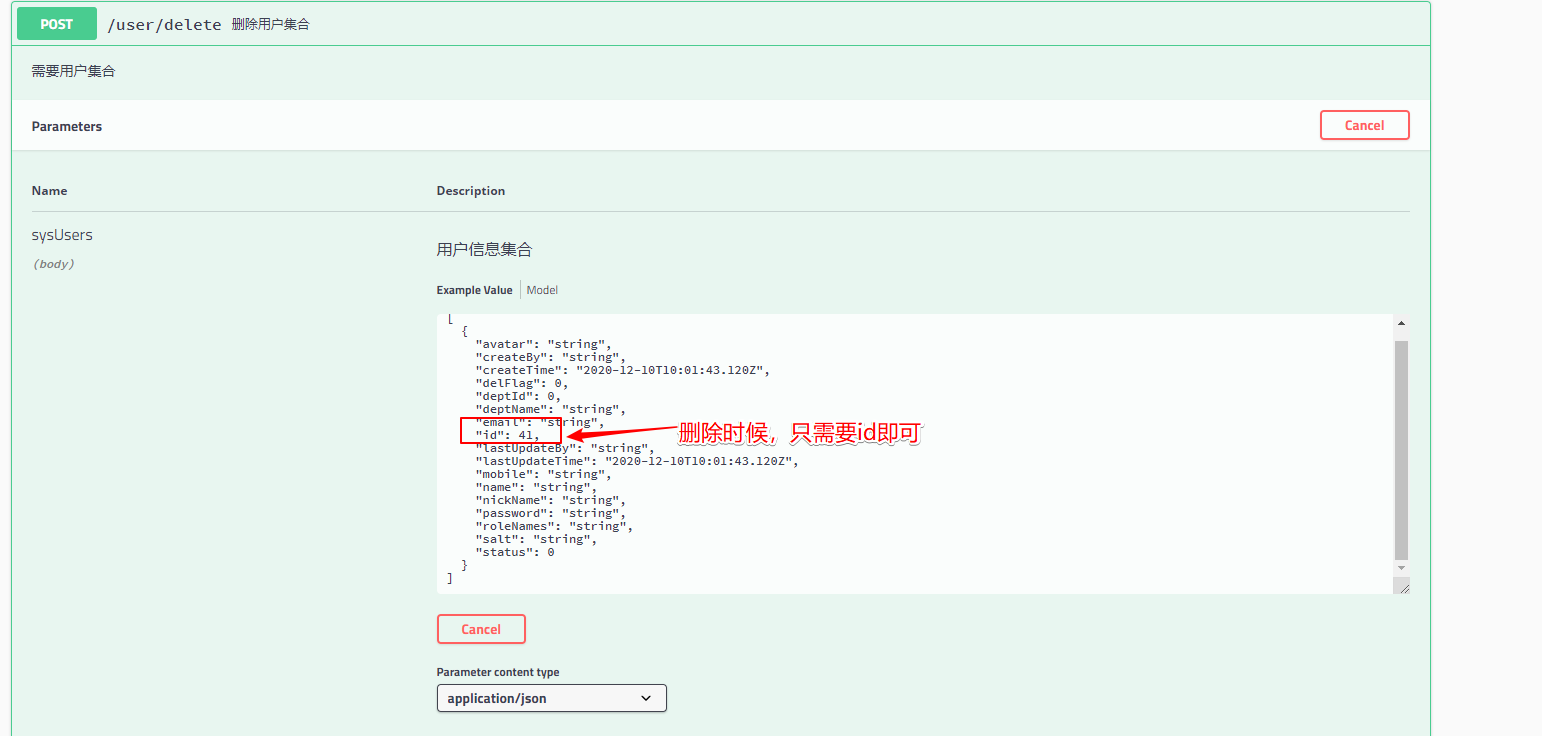 POST /user/delete 删除用户集合
需要用户集合
Parameters Cancel
Name Description
sysUsers
(body)
用户信息集合
Example Value Model
[
{
"avatar": "string",
"createBy": "string",
"createTime": "2020-12-10T10:01:43.120Z",
"delFlag": 0,
"deptId": 0,
"deptName": "string",
"email": "string",
"id": 41,
删除时候，只需要id即可
"lastUpdateBy": "string",
"lastUpdateTime": "2020-12-10T10:01:43.120Z",
"mobile": "string",
"name": "string",
"nickName": "string",
"password": "string",
"roleNames": "string",
"salt": "string",
"status": 0
}
]
Cancel
Parameter content type
application/json